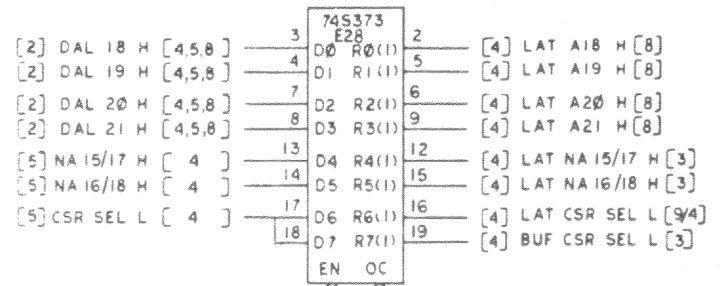 74S373
E28
[2] DAL 18 H [4,5,8] 3 DØ RØ(1) 2 [4] LAT A18 H [8]
[2] DAL 19 H [4,5,8] 4 D1 R1(1) 5 [4] LAT A19 H [8]
[2] DAL 2Ø H [4,5,8] 7 D2 R2(1) 6 [4] LAT A2Ø H [8]
[2] DAL 21 H [4,5,8] 8 D3 R3(1) 9 [4] LAT A21 H [8]
[5] NA 15/17 H [ 4 ] 13 D4 R4(1) 12 [4] LAT NA 15/17 H [3]
[5] NA 16/18 H [ 4 ] 14 D5 R5(1) 15 [4] LAT NA 16/18 H [3]
[5] CSR SEL L [ 4 ] 17 D6 R6(1) 16 [4] LAT CSR SEL L [9/4]
18 D7 R7(1) 19 [4] BUF CSR SEL L [3]
EN OC